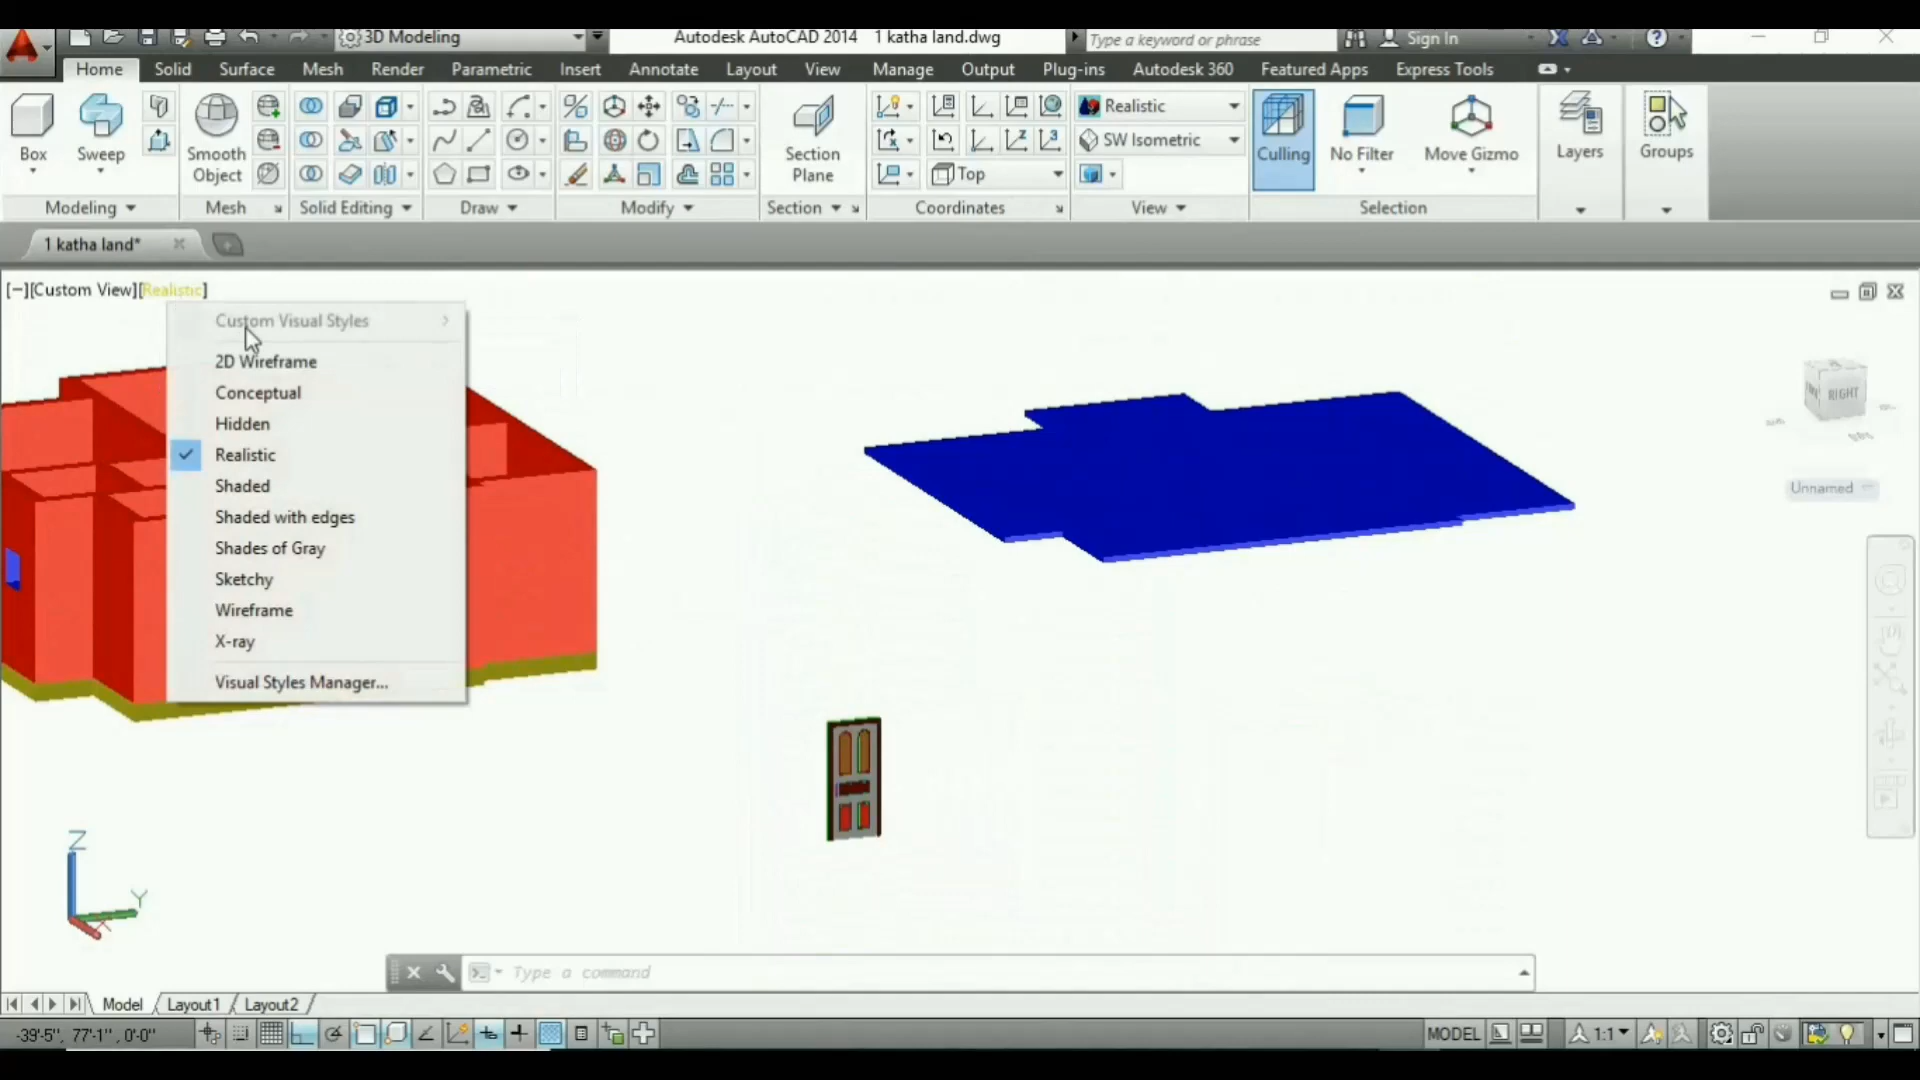 3D Modeling
Autodesk AutoCAD 2014 1 katha land.dwg
Type a keyword or phrase
Sign In
Home Solid Surface Mesh Render Parametric Insert Annotate Layout View Manage Output Plug-ins Autodesk 360 Featured Apps Express Tools
Realistic
SW Isometric
Top
Box
Sweep
Smooth
Object
Section
Plane
Culling
No Filter
Move Gizmo
Layers
Groups
Modeling Mesh Solid Editing Draw Modify Section Coordinates View Selection
1 katha land*
[−][Custom View][Realistic]
Custom Visual Styles
2D Wireframe
Conceptual
Hidden
Realistic
Shaded
Shaded with edges
Shades of Gray
Sketchy
Wireframe
X-ray
Visual Styles Manager...
RIGHT
Unnamed
Z
Y
X
Type a command
Model Layout1 Layout2
-39'-5", 77'-1" , 0'-0"
MODEL
1:1